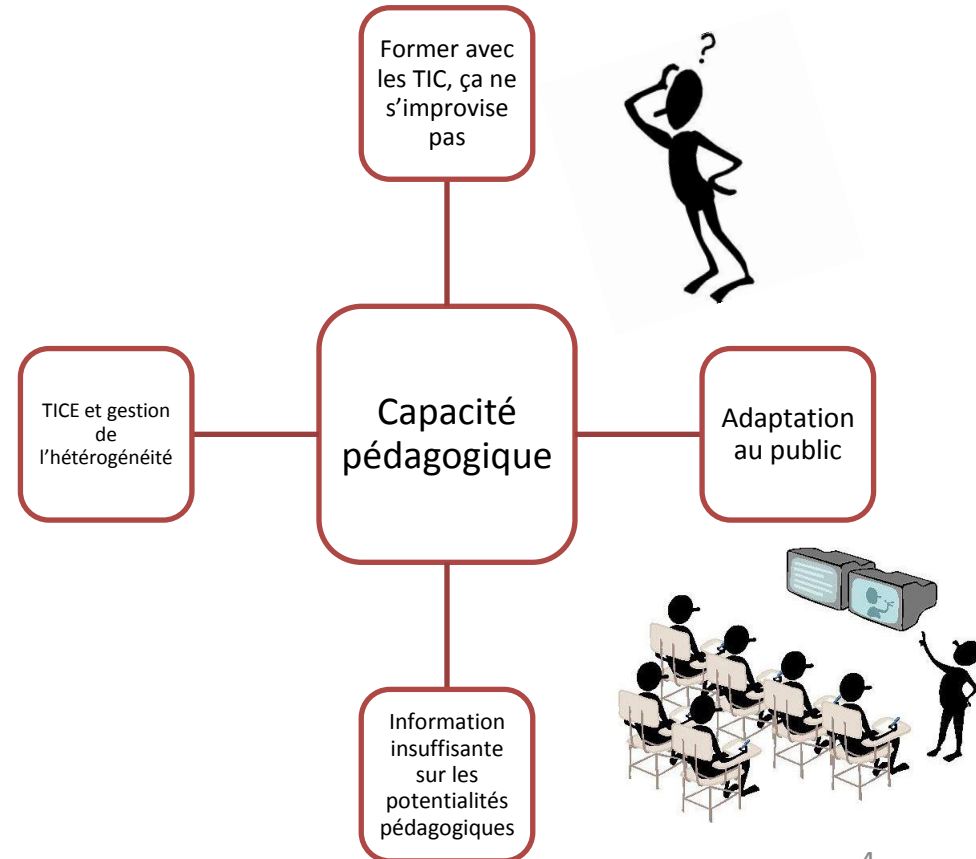 Former avec
les TIC, ça ne
s’improvise
pas
?
TICE et gestion
de
l’hétérogénéité
Capacité
pédagogique
Adaptation
au public
Information
insuffisante
sur les
potentialités
pédagogiques